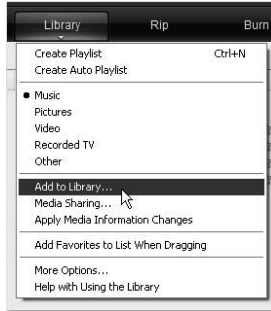 Library Rip Burn
Create Playlist Ctrl+N
Create Auto Playlist
Music
Pictures
Video
Recorded TV
Other
Add to Library...
Media Sharing...
Apply Media Information Changes
Add Favorites to List When Dragging
More Options...
Help with Using the Library